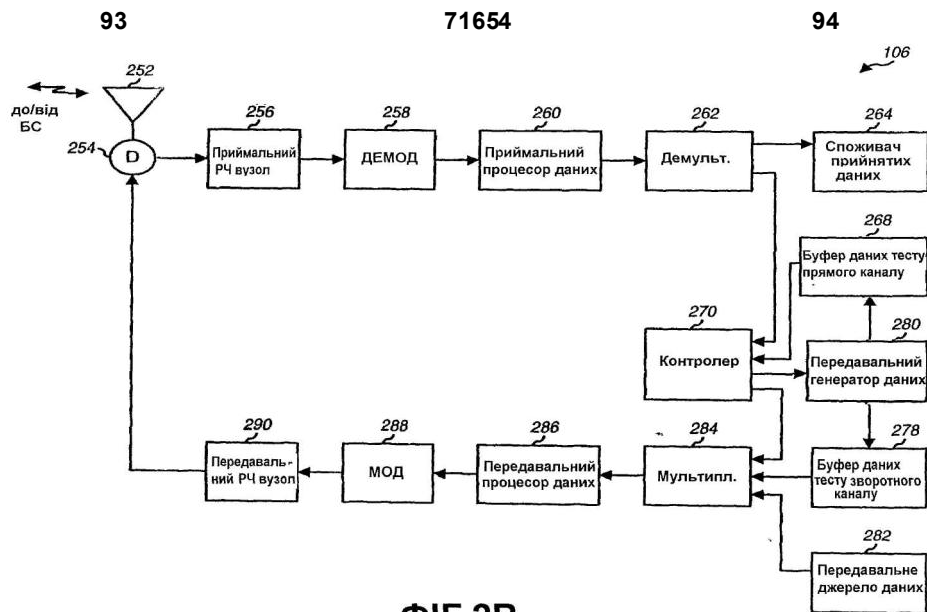 93 71654 94
106
252
до/від
БС
254
D
256
Приймальний
РЧ вузол
258
ДЕМОД
260
Приймальний
процесор даних
262
Демульт.
264
Споживач
прийнятих
даних
268
Буфер даних тесту
прямого каналу
270
Контролер
280
Передавальний
генератор даних
290
Передаваль-
ний РЧ вузол
288
МОД
286
Передавальний
процесор даних
284
Мультипл.
278
Буфер даних
тесту зворотного
каналу
282
Передавальне
джерело даних